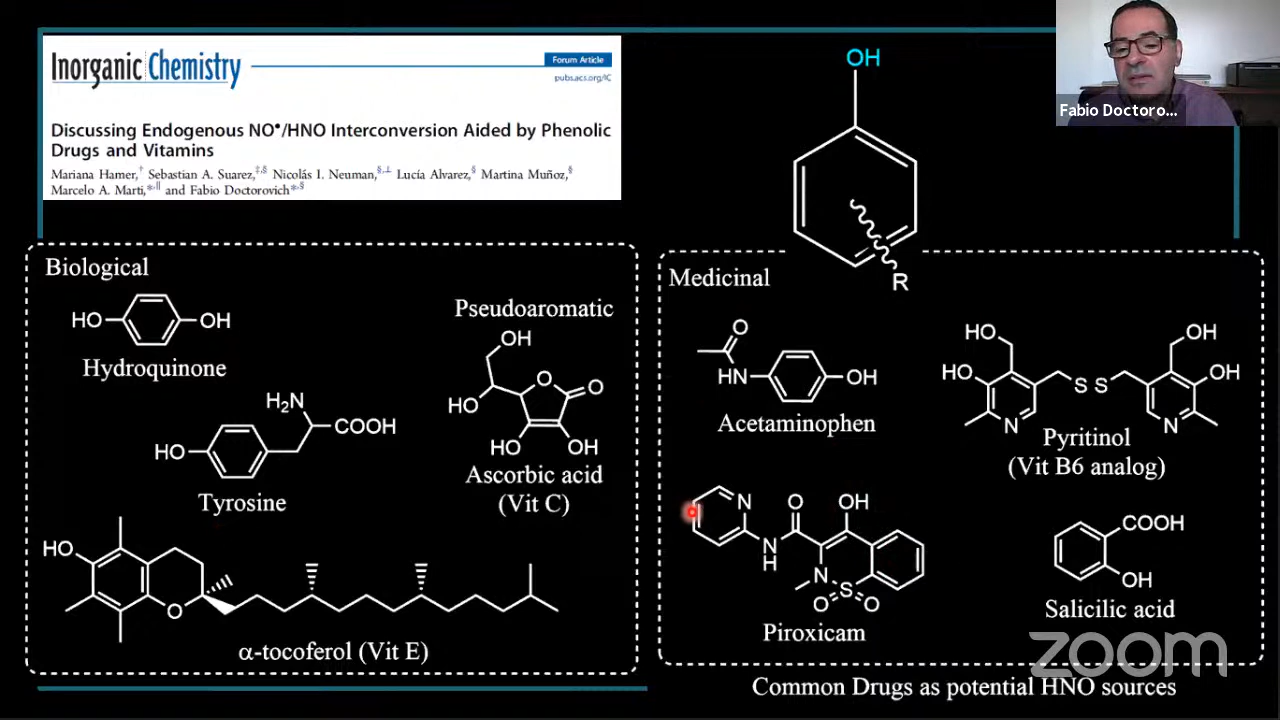 Inorganic Chemistry
Forum Article
pubs.acs.org/IC
Discussing Endogenous NO•/HNO Interconversion Aided by Phenolic
Drugs and Vitamins
Mariana Hamer,† Sebastian A. Suarez,‡,§ Nicolás I. Neuman,§,⊥ Lucía Alvarez,§ Martina Muñoz,§
Marcelo A. Marti,*,∥ and Fabio Doctorovich*,§
OH
R
Fabio Doctoro...
Biological
HO
OH
Hydroquinone
Pseudoaromatic
OH
HO
O
O
HO
OH
Ascorbic acid
(Vit C)
H₂N
COOH
HO
Tyrosine
HO
O
α-tocoferol (Vit E)
Medicinal
O
HN
OH
Acetaminophen
HO
HO
N
S S
OH
OH
N
Pyritinol
(Vit B6 analog)
N
N
H
O
OH
N
S
O
O
Piroxicam
COOH
OH
Salicilic acid
zoom
Common Drugs as potential HNO sources